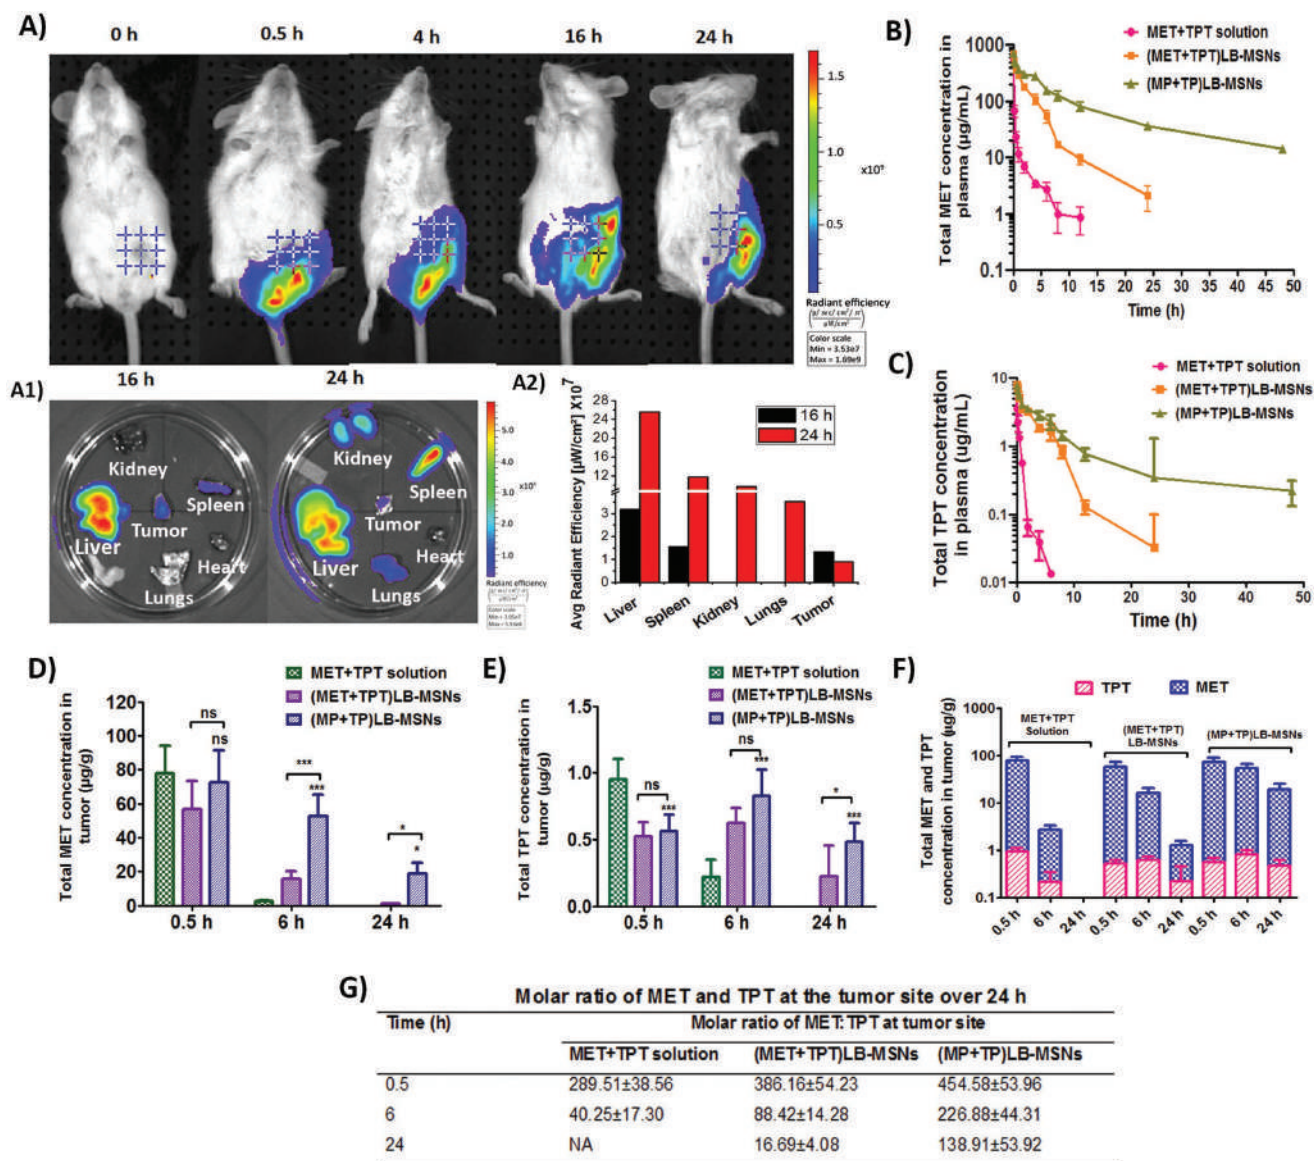 A)
0 h
0.5 h
4 h
16 h
24 h
1.5
1.0
x10⁹
0.5
Radiant efficiency
Color scale
Min = 3.53e7
Max = 1.69e9
B)
MET+TPT solution
(MET+TPT)LB-MSNs
(MP+TP)LB-MSNs
Total MET concentration in
plasma (µg/mL)
1000
100
10
1
0.1
0 5 10 15 20 25 30 35 40 45 50
Time (h)
A1)
16 h
24 h
Kidney
Spleen
Tumor
Liver
Heart
Lungs
Kidney
Spleen
Tumor
Heart
Liver
Lungs
5.0
4.0
3.0
2.0
1.0
Radiant efficiency
Color scale
A2)
Avg Radiant Efficiency [µW/cm²] X10⁷
28
24
20
16
12
3
2
1
0
16 h
24 h
Liver
Spleen
Kidney
Lungs
Tumor
C)
MET+TPT solution
(MET+TPT)LB-MSNs
(MP+TP)LB-MSNs
Total TPT concentration
in plasma (ug/mL)
10
1
0.1
0.01
0 10 20 30 40 50
Time (h)
D)
MET+TPT solution
(MET+TPT)LB-MSNs
(MP+TP)LB-MSNs
Total MET concentration in
tumor (µg/g)
120
100
80
60
40
20
0
ns
ns
***
***
*
*
0.5 h
6 h
24 h
E)
MET+TPT solution
(MET+TPT)LB-MSNs
(MP+TP)LB-MSNs
Total TPT concentration in
tumor (µg/g)
1.5
1.0
0.5
0.0
ns
***
ns
***
*
***
0.5 h
6 h
24 h
F)
TPT
MET
Total MET and TPT
concentration in tumor (µg/g)
1000
100
10
1
0.1
MET+TPT
Solution
(MET+TPT)
LB-MSNs
(MP+TP)LB-MSNs
0.5 h
6 h
24 h
0.5 h
6 h
24 h
0.5 h
6 h
24 h
G)
Molar ratio of MET and TPT at the tumor site over 24 h
Time (h) Molar ratio of MET:TPT at tumor site
MET+TPT solution (MET+TPT)LB-MSNs (MP+TP)LB-MSNs
0.5 289.51±38.56 386.16±54.23 454.58±53.96
6 40.25±17.30 88.42±14.28 226.88±44.31
24 NA 16.69±4.08 138.91±53.92